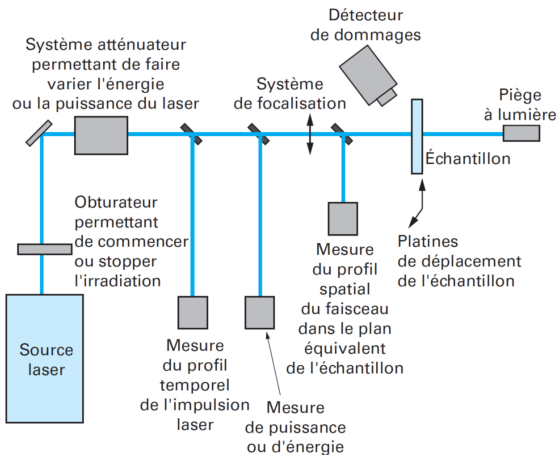 Détecteur
de dommages
Système atténuateur
permettant de faire
varier l'énergie
ou la puissance du laser
Système
de focalisation
Piège
à lumière
Échantillon
Obturateur
permettant
de commencer
ou stopper
l'irradiation
Platines
de déplacement
de l'échantillon
Mesure
du profil
spatial
du faisceau
dans le plan
équivalent
de l'échantillon
Source
laser
Mesure
du profil
temporel
de l'impulsion
laser
Mesure
de puissance
ou d'énergie